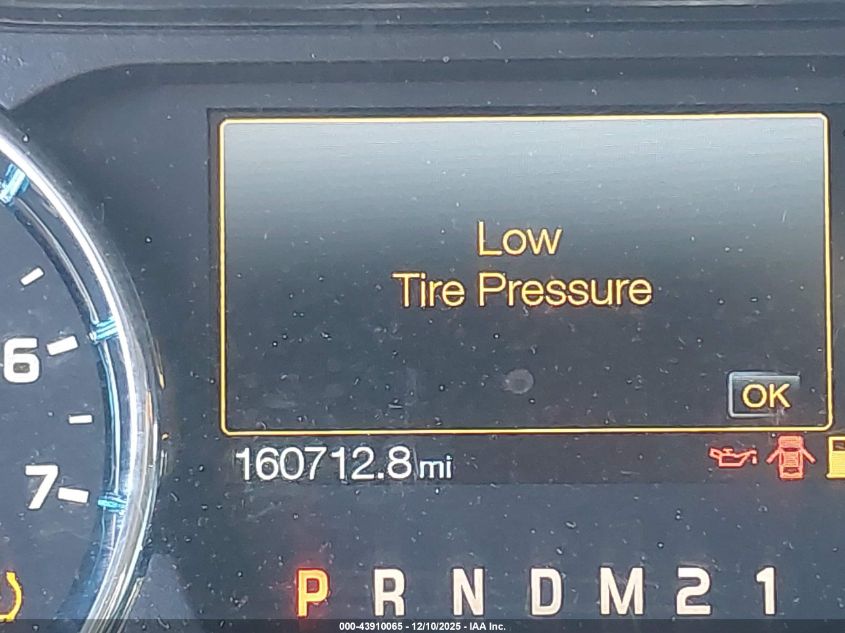 Low
Tire Pressure
OK
6
160712.8 mi
7
P R N D M 2 1
000-43910065 - 12/10/2025 - IAA Inc.